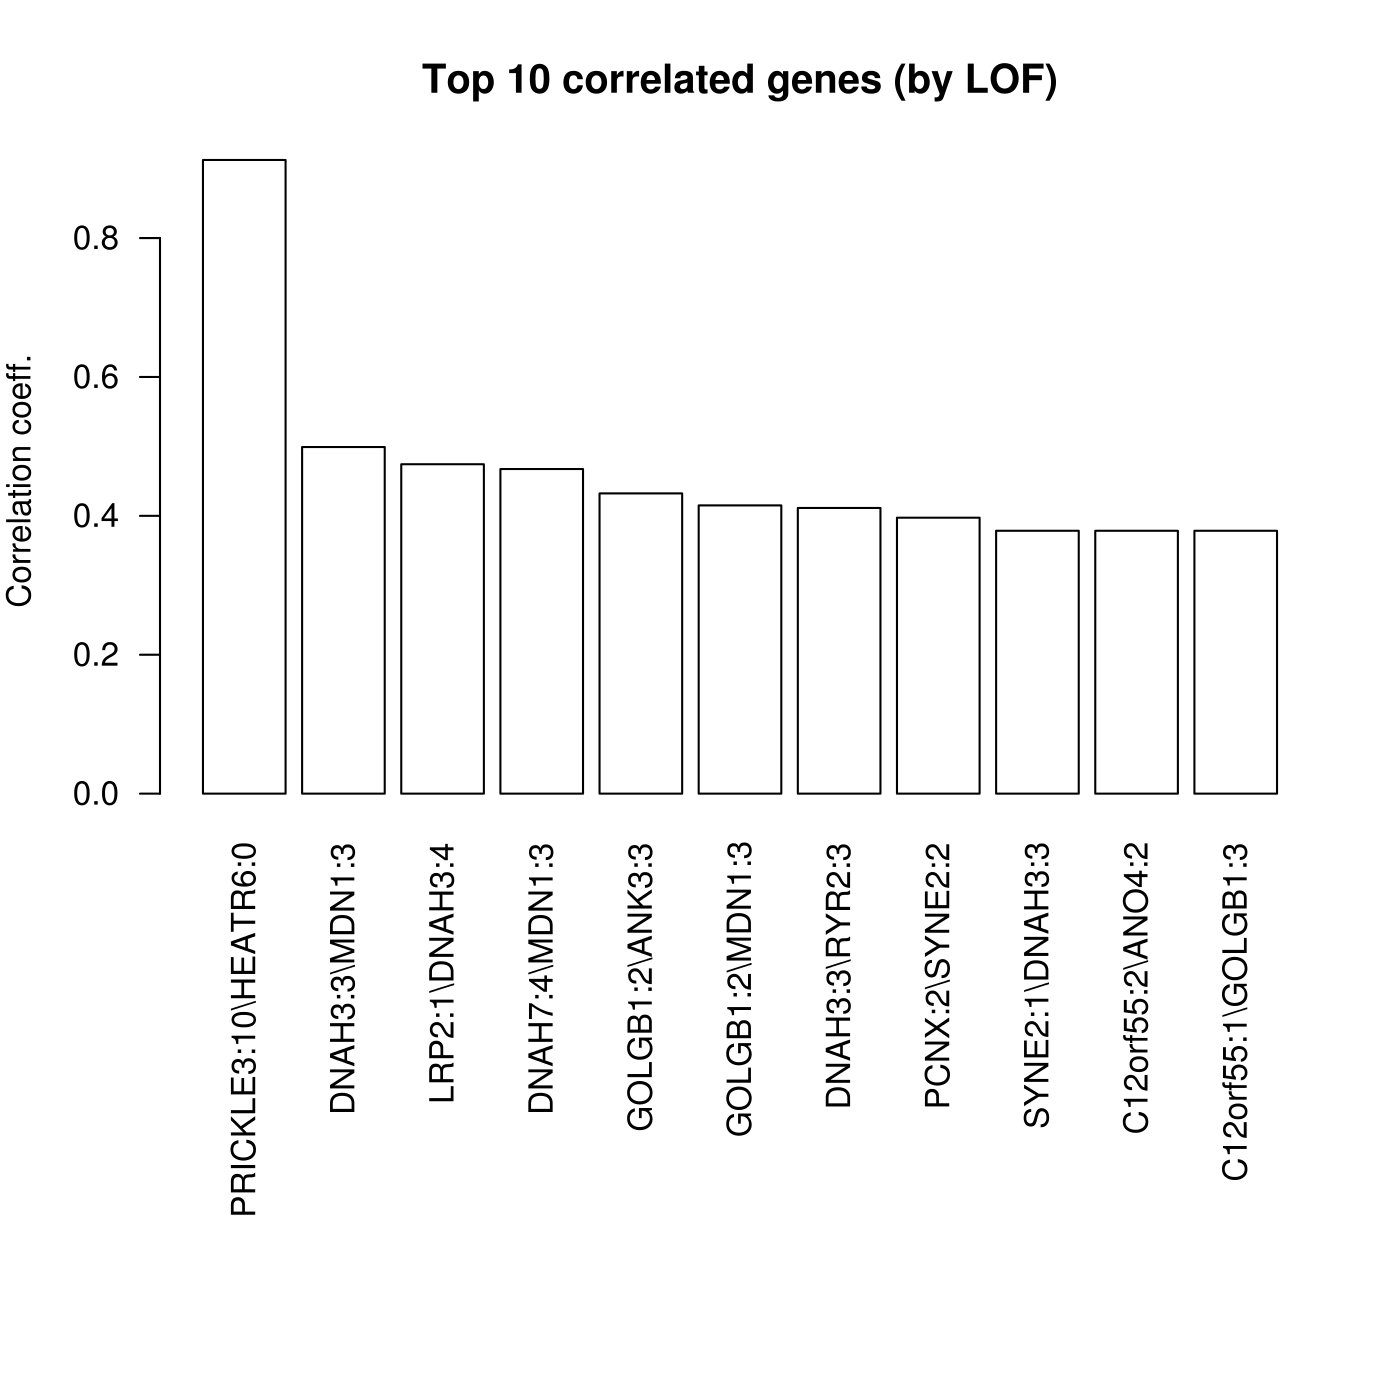 Top 10 correlated genes (by LOF)
Correlation coeff.
0.8
0.6
0.4
0.2
0.0
PRICKLE3:10\HEATR6:0
DNAH3:3\MDN1:3
LRP2:1\DNAH3:4
DNAH7:4\MDN1:3
GOLGB1:2\ANK3:3
GOLGB1:2\MDN1:3
DNAH3:3\RYR2:3
PCNX:2\SYNE2:2
SYNE2:1\DNAH3:3
C12orf55:2\ANO4:2
C12orf55:1\GOLGB1:3